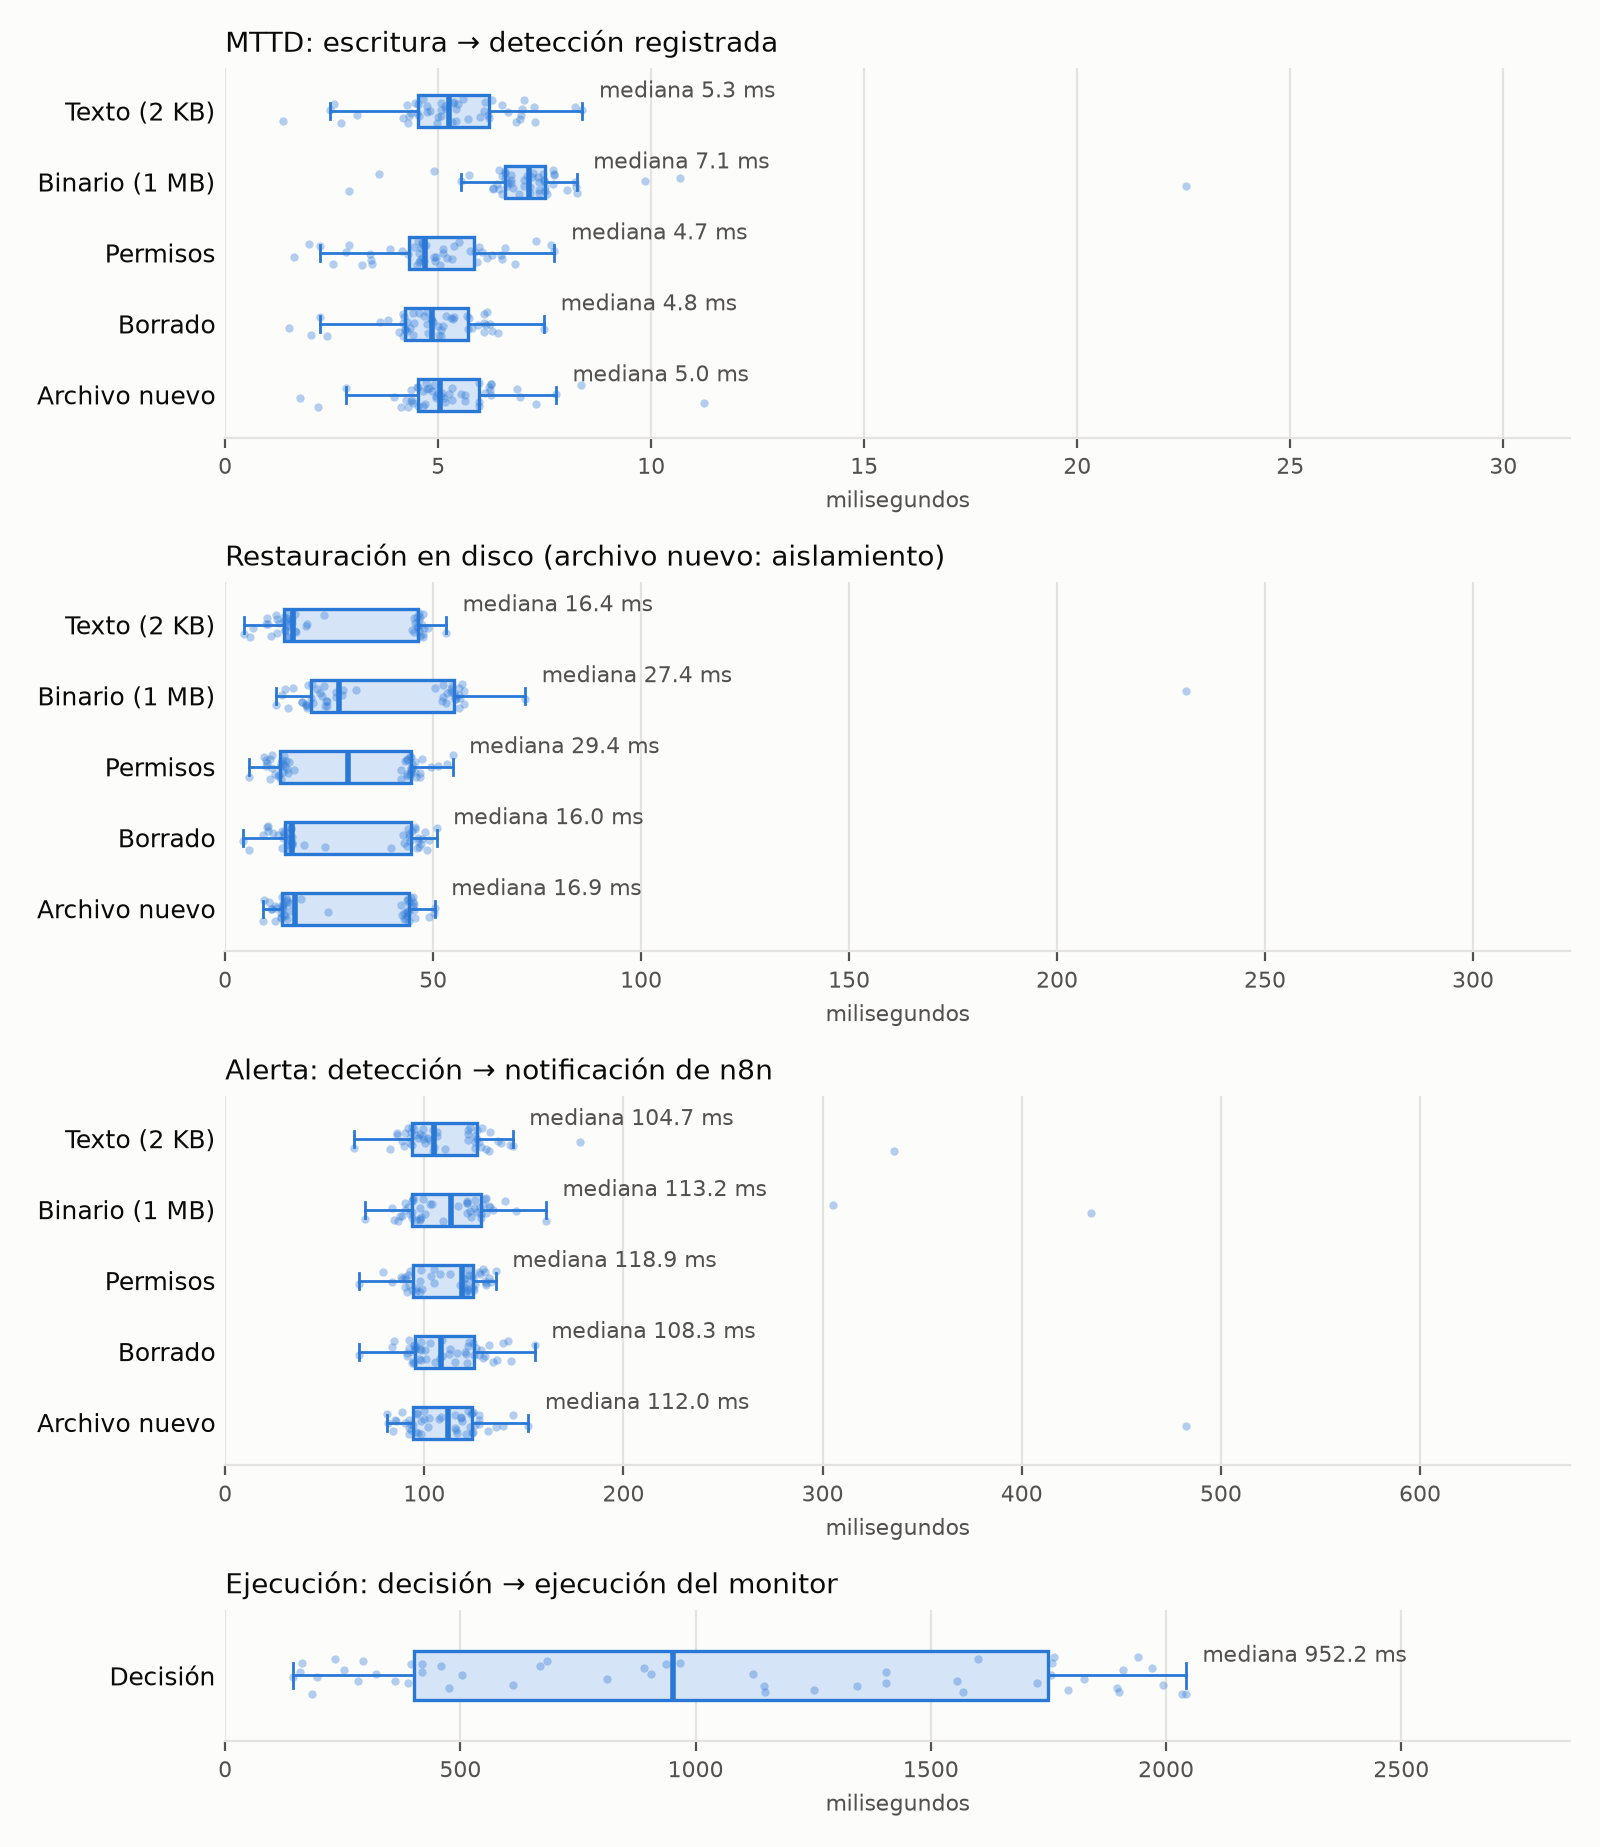 MTTD: escritura → detección registrada
Texto (2 KB)
mediana 5.3 ms
Binario (1 MB)
mediana 7.1 ms
Permisos
mediana 4.7 ms
Borrado
mediana 4.8 ms
Archivo nuevo
mediana 5.0 ms
0 5 10 15 20 25 30
milisegundos
Restauración en disco (archivo nuevo: aislamiento)
Texto (2 KB)
mediana 16.4 ms
Binario (1 MB)
mediana 27.4 ms
Permisos
mediana 29.4 ms
Borrado
mediana 16.0 ms
Archivo nuevo
mediana 16.9 ms
0 50 100 150 200 250 300
milisegundos
Alerta: detección → notificación de n8n
Texto (2 KB)
mediana 104.7 ms
Binario (1 MB)
mediana 113.2 ms
Permisos
mediana 118.9 ms
Borrado
mediana 108.3 ms
Archivo nuevo
mediana 112.0 ms
0 100 200 300 400 500 600
milisegundos
Ejecución: decisión → ejecución del monitor
Decisión
mediana 952.2 ms
0 500 1000 1500 2000 2500
milisegundos